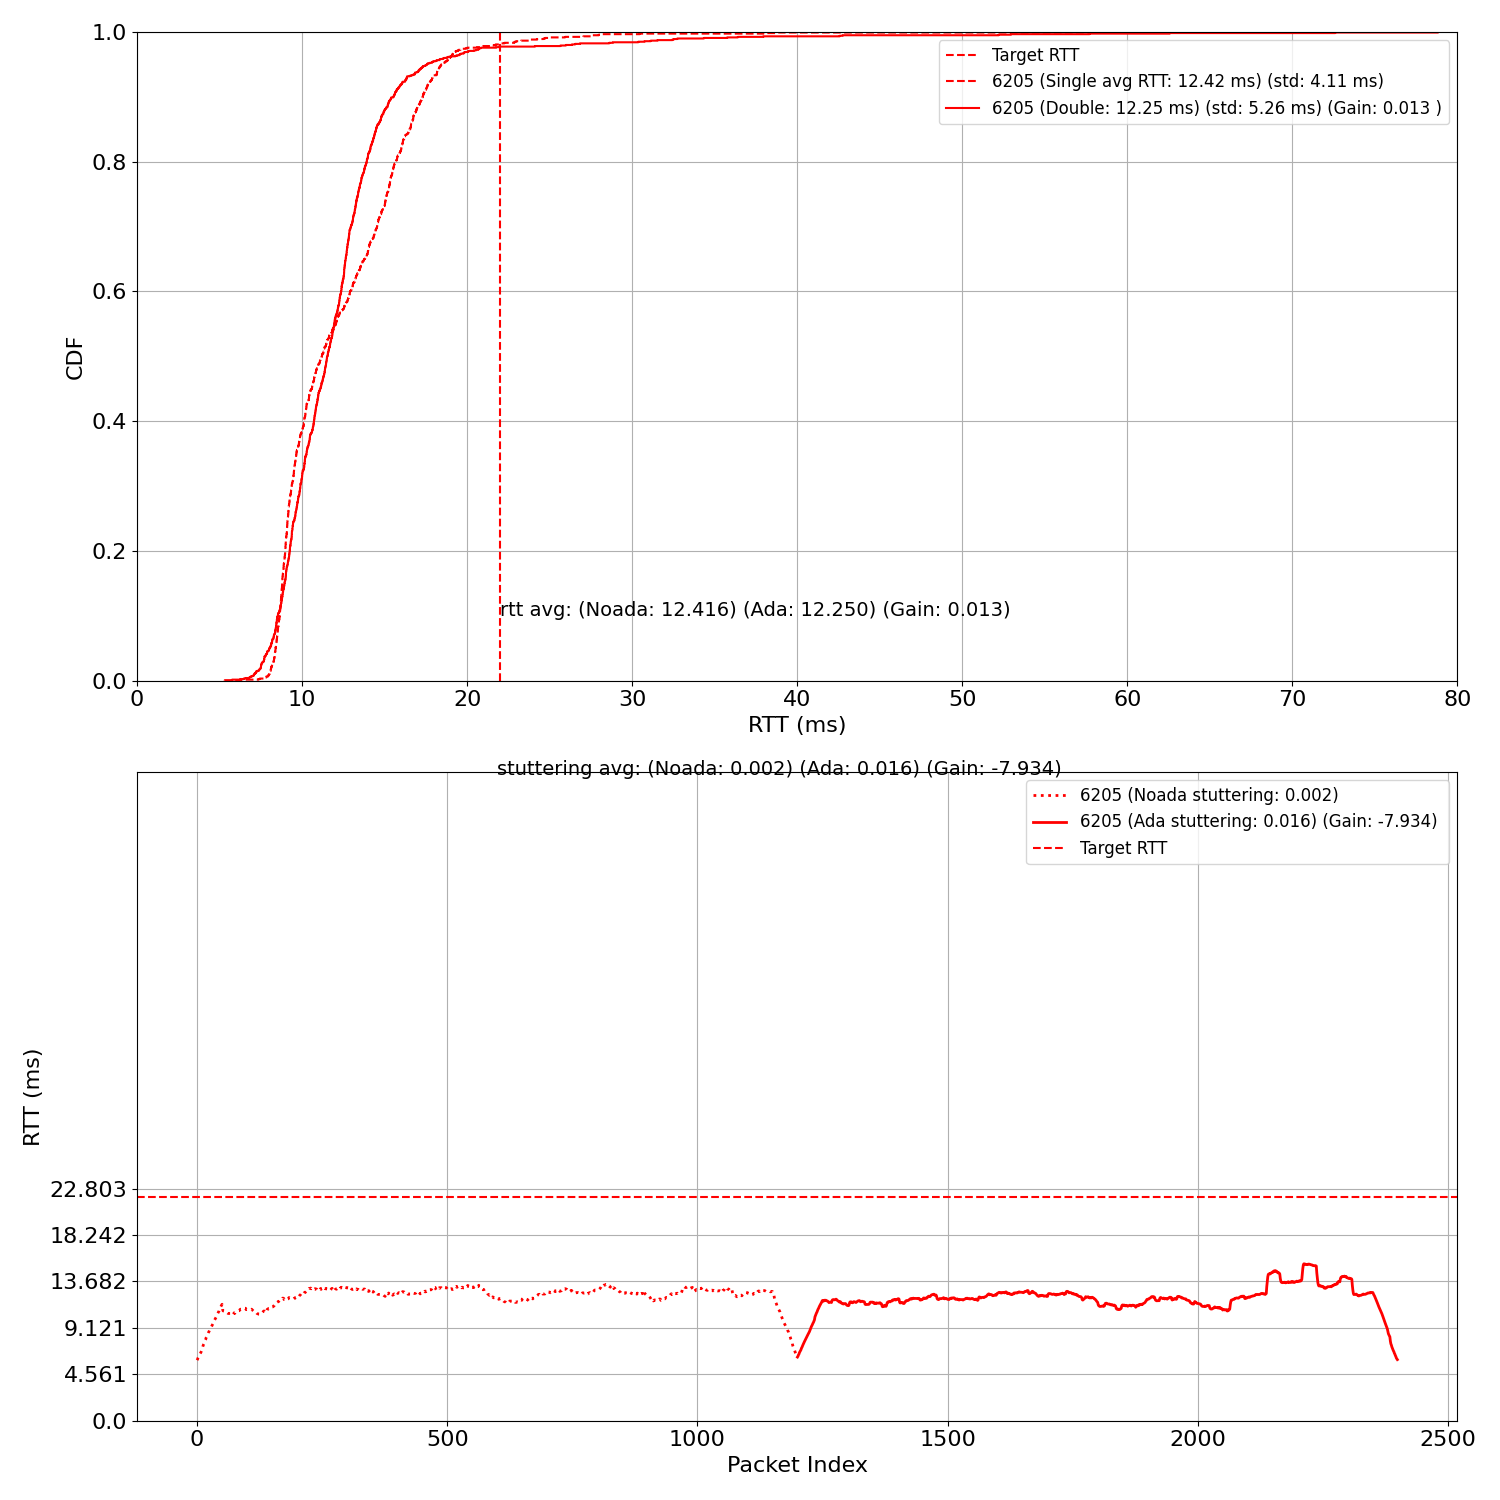 1.0
0.8
0.6
0.4
0.2
0.0
CDF
Target RTT
6205 (Single avg RTT: 12.42 ms) (std: 4.11 ms)
6205 (Double: 12.25 ms) (std: 5.26 ms) (Gain: 0.013 )
rtt avg: (Noada: 12.416) (Ada: 12.250) (Gain: 0.013)
0 10 20 30 40 50 60 70 80
RTT (ms)
stuttering avg: (Noada: 0.002) (Ada: 0.016) (Gain: -7.934)
6205 (Noada stuttering: 0.002)
6205 (Ada stuttering: 0.016) (Gain: -7.934)
Target RTT
RTT (ms)
22.803
18.242
13.682
9.121
4.561
0.0
0 500 1000 1500 2000 2500
Packet Index